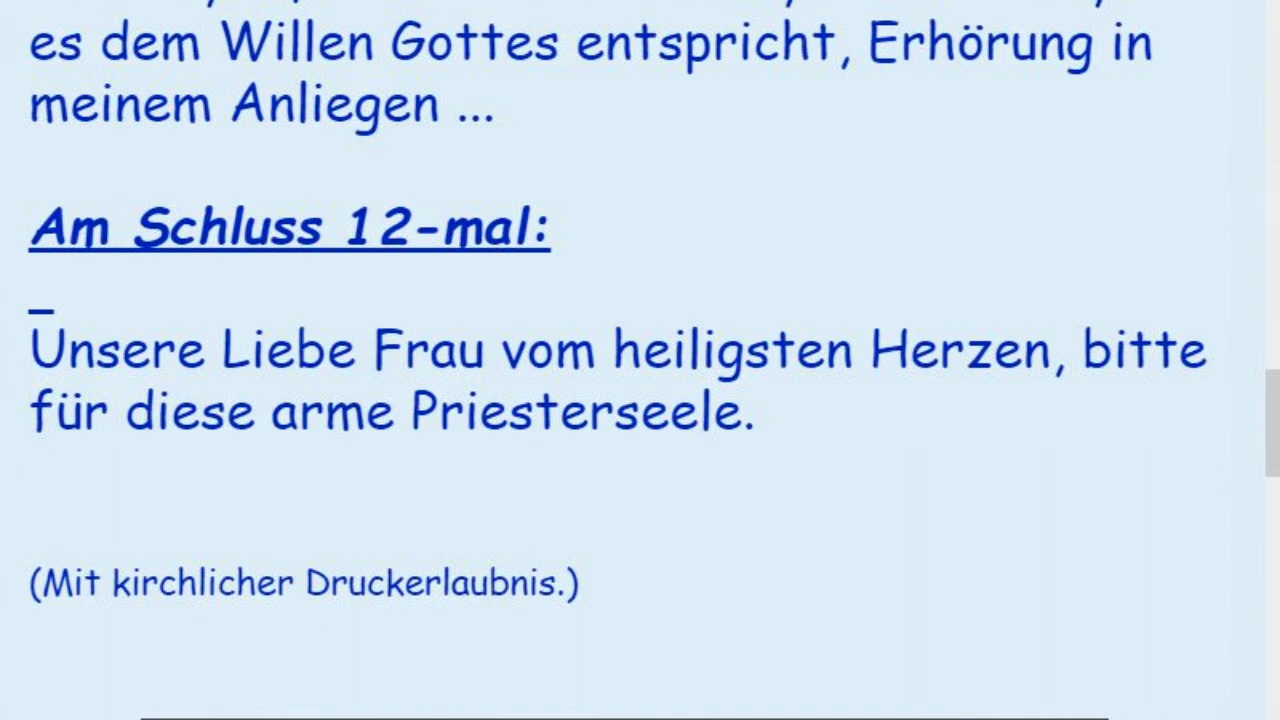 es dem Willen Gottes entspricht, Erhörung in
meinem Anliegen ...
Am Schluss 12-mal:
Unsere Liebe Frau vom heiligsten Herzen, bitte
für diese arme Priesterseele.
(Mit kirchlicher Druckerlaubnis.)